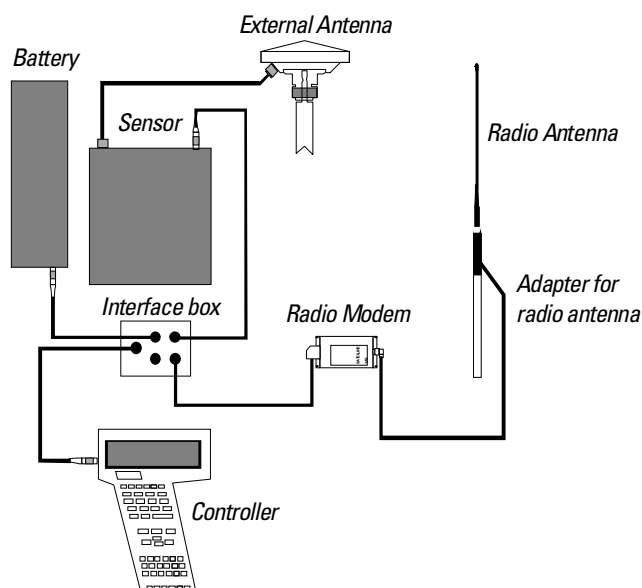 External Antenna
Battery
Sensor
Radio Antenna
Interface box
Radio Modem
Adapter for
radio antenna
Controller